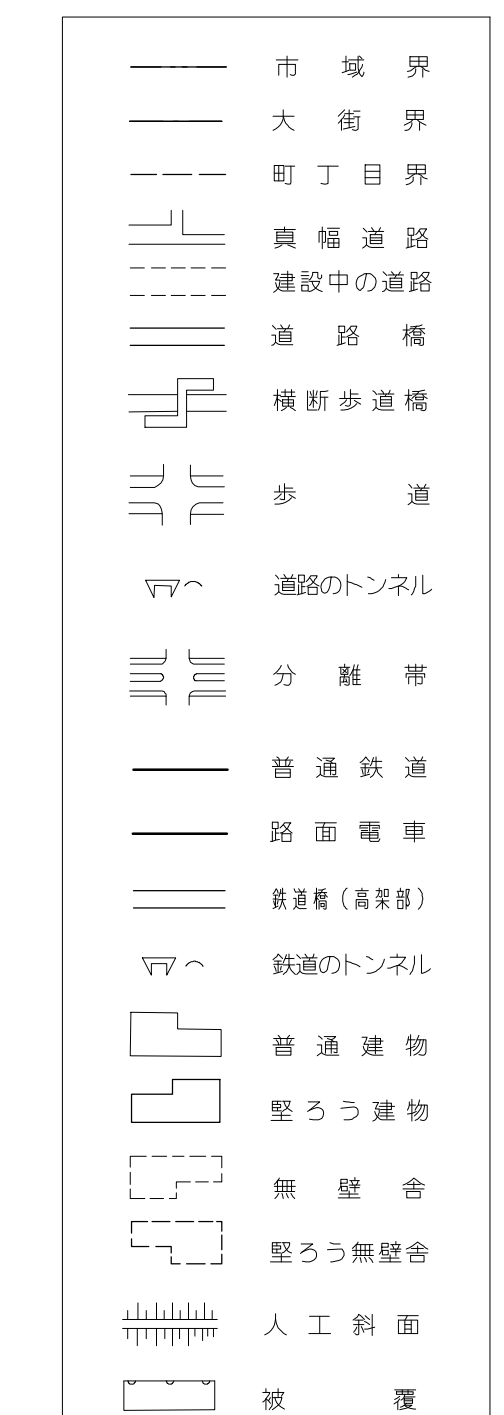 市域界
大街界
町丁目界
真幅道路
建設中の道路
道路橋
横断歩道橋
歩道
道路のトンネル
分離帯
普通鉄道
路面電車
鉄道橋（高架部）
鉄道のトンネル
普通建物
堅ろう建物
無壁舎
堅ろう無壁舎
人工斜面
被覆